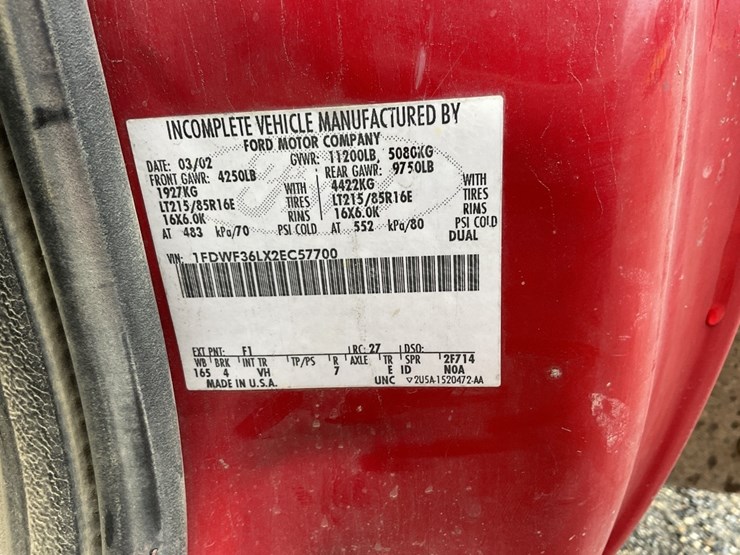 INCOMPLETE VEHICLE MANUFACTURED BY
FORD MOTOR COMPANY
DATE: 03/02 GVWR: 11200LB, 5080KG
FRONT GAWR: 4250LB REAR GAWR: 9750LB
1927KG WITH 4422KG WITH
LT215/85R16E TIRES LT215/85R16E TIRES
16X6.0K RIMS 16X6.0K RIMS
AT 483 kPa/70 PSI COLD AT 552 kPa/80 PSI COLD
DUAL
VIN: 1FDWF36LX2EC57700
EXT PNT: F1 RC: 27 DSO:
WB BRK INT TR TP/PS R AXLE TR SPR 2F714
165 4 VH 7 E ID N0A
MADE IN U.S.A. UNC ▽2U5A-1520472-AA